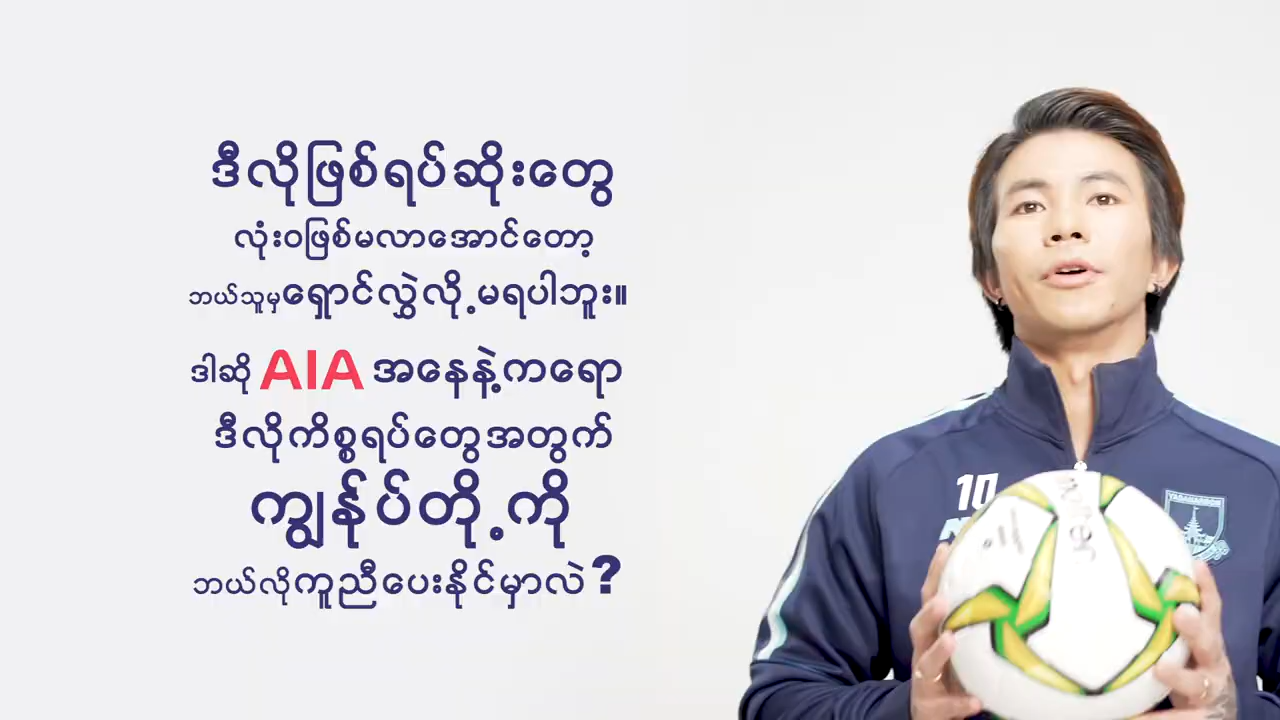 ဒီလိုဖြစ်ရပ်ဆိုးတွေ
လုံးဝဖြစ်မလာအောင်တော့
ဘယ်သူမှရှောင်လွှဲလို့မရပါဘူး။
ဒါဆို AIA အနေနဲ့ကရော
ဒီလိုကိစ္စရပ်တွေအတွက်
ကျွန်ုပ်တို့ကို
ဘယ်လိုကူညီပေးနိုင်မှာလဲ?
10
YADANARBON
molten